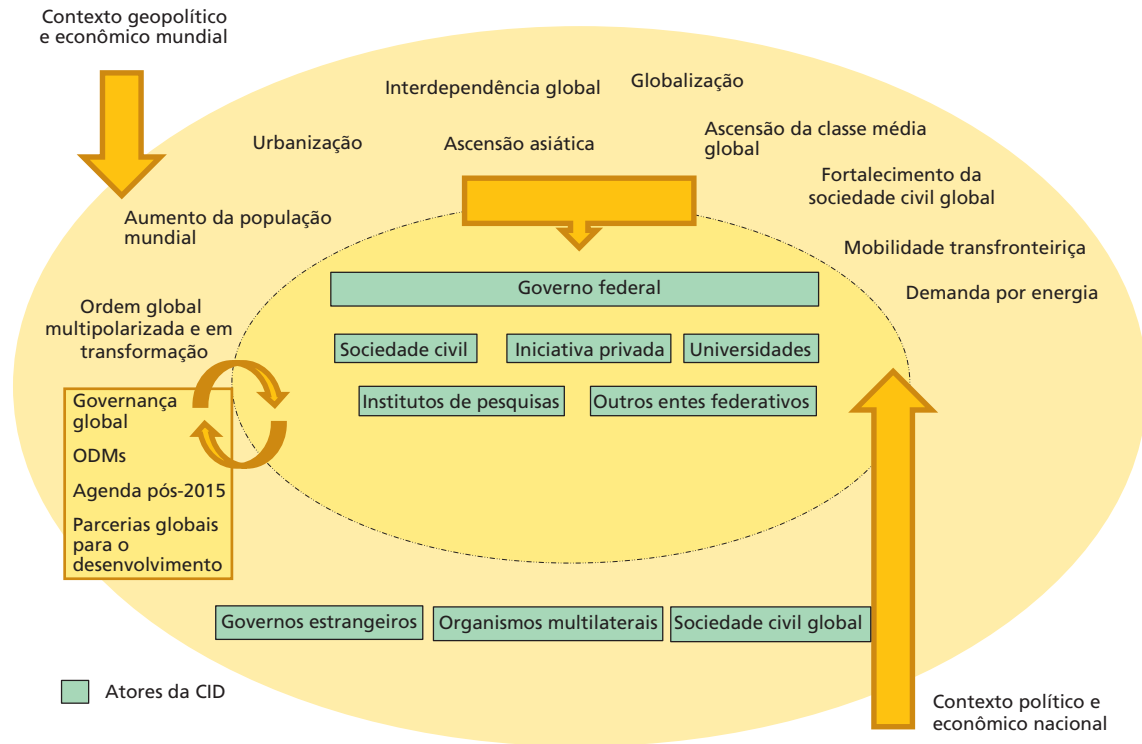 Contexto geopolítico
e econômico mundial
Interdependência global
Globalização
Urbanização
Ascensão asiática
Ascensão da classe média
global
Fortalecimento da
sociedade civil global
Aumento da população
mundial
Mobilidade transfronteiriça
Demanda por energia
Ordem global
multipolarizada e em
transformação
Governo federal
Sociedade civil
Iniciativa privada
Universidades
Institutos de pesquisas
Outros entes federativos
Governança
global
ODMs
Agenda pós-2015
Parcerias globais
para o
desenvolvimento
Governos estrangeiros
Organismos multilaterais
Sociedade civil global
Atores da CID
Contexto político e
econômico nacional